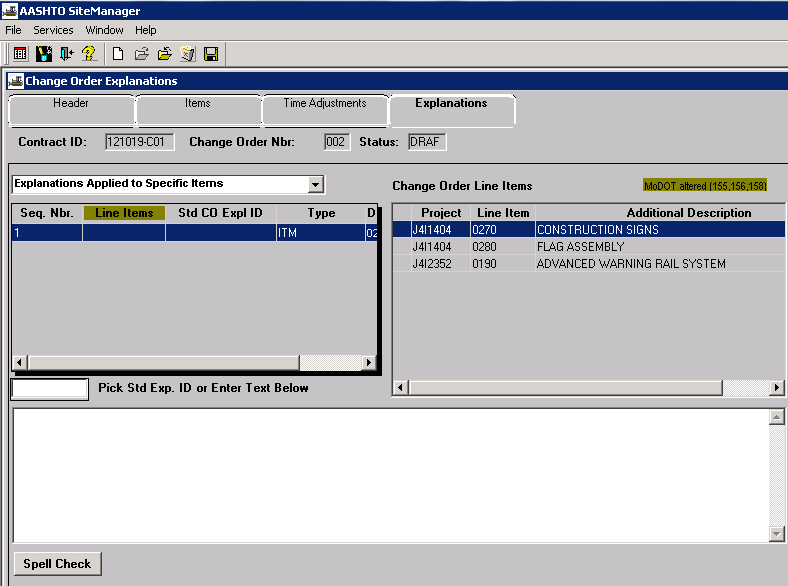 AASHTO SiteManager
File Services Window Help
Change Order Explanations
Header Items Time Adjustments Explanations
Contract ID: 121019-C01 Change Order Nbr: 002 Status: DRAF
Explanations Applied to Specific Items
Change Order Line Items MoDOT altered (155,156,158)
Seq. Nbr. Line Items Std CO Expl ID Type D
1 ITM 02
Project Line Item Additional Description
J4I1404 0270 CONSTRUCTION SIGNS
J4I1404 0280 FLAG ASSEMBLY
J4I2352 0190 ADVANCED WARNING RAIL SYSTEM
Pick Std Exp. ID or Enter Text Below
Spell Check